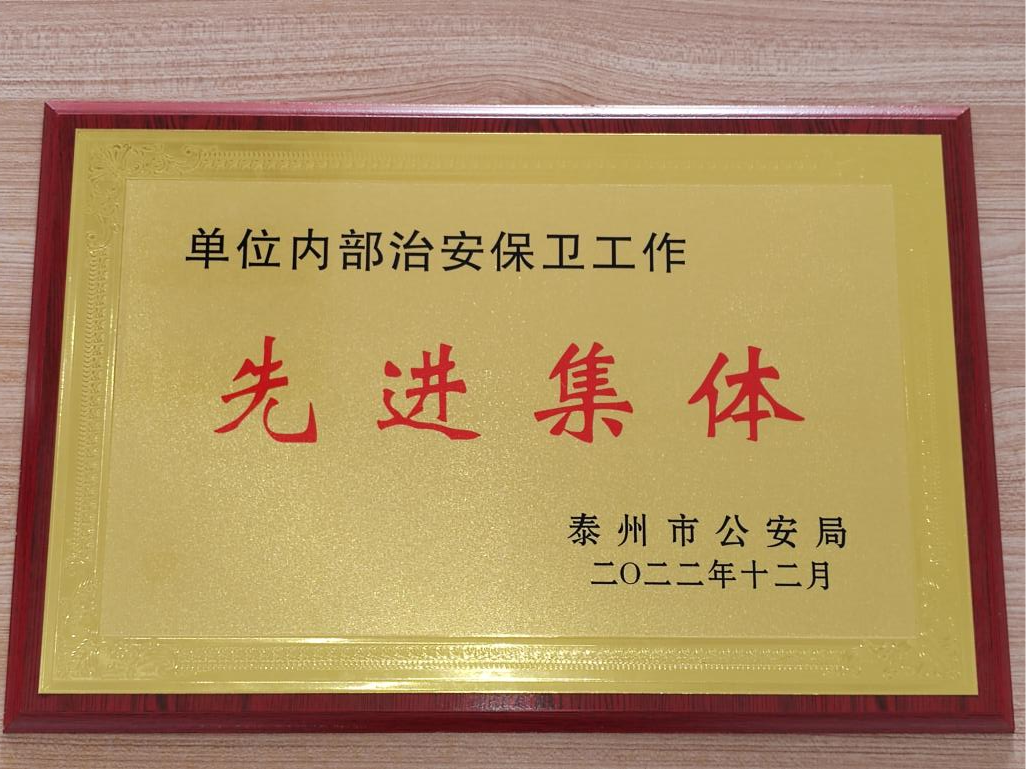 单位内部治安保卫工作
先进集体
泰州市公安局
二〇二二年十二月